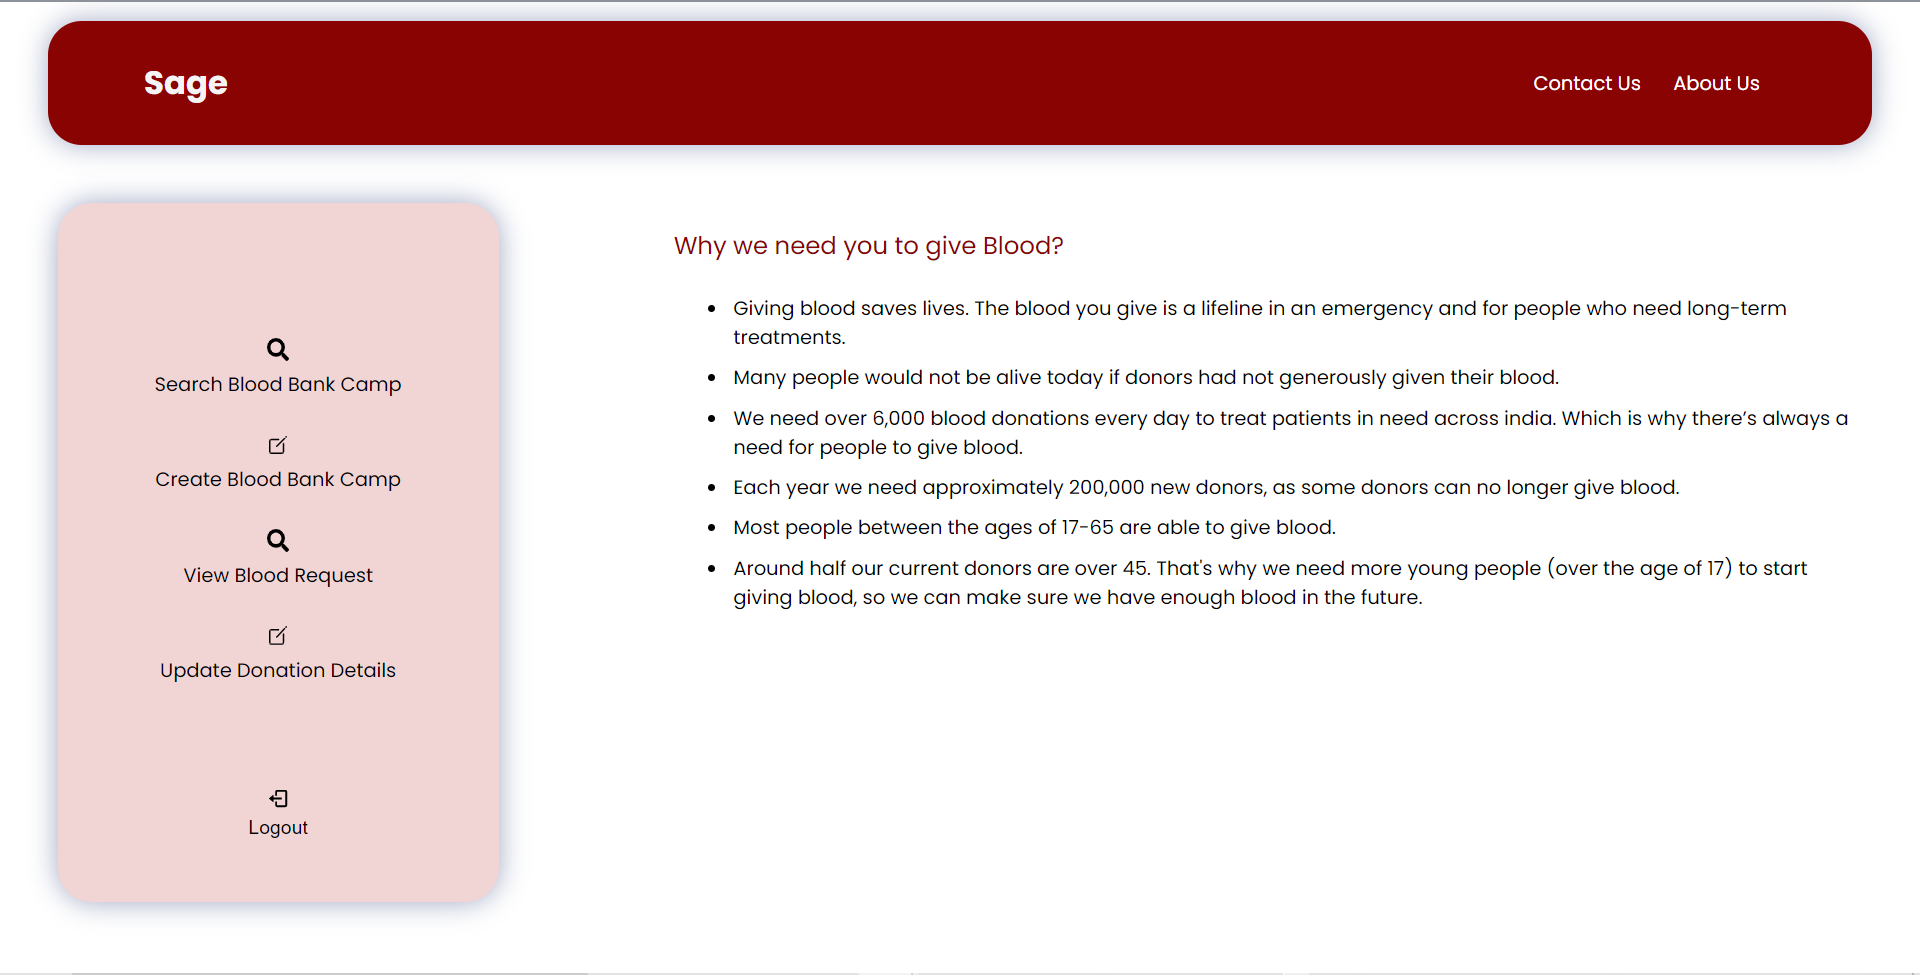 Sage
Contact Us
About Us
Search Blood Bank Camp
Create Blood Bank Camp
View Blood Request
Update Donation Details
Logout
Why we need you to give Blood?
Giving blood saves lives. The blood you give is a lifeline in an emergency and for people who need long-term
treatments.
Many people would not be alive today if donors had not generously given their blood.
We need over 6,000 blood donations every day to treat patients in need across india. Which is why there’s always a
need for people to give blood.
Each year we need approximately 200,000 new donors, as some donors can no longer give blood.
Most people between the ages of 17-65 are able to give blood.
Around half our current donors are over 45. That's why we need more young people (over the age of 17) to start
giving blood, so we can make sure we have enough blood in the future.